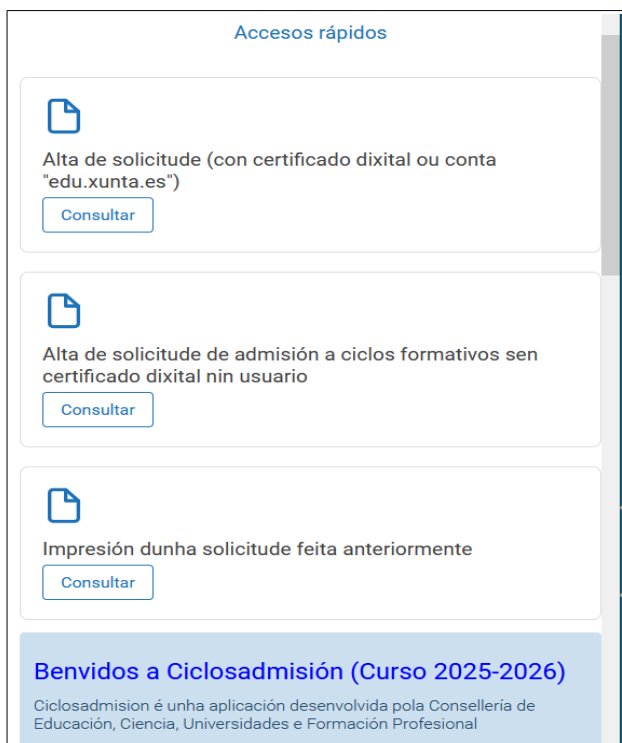 Accesos rápidos
Alta de solicitude (con certificado dixital ou conta
"edu.xunta.es")
Consultar
Alta de solicitude de admisión a ciclos formativos sen
certificado dixital nin usuario
Consultar
Impresión dunha solicitude feita anteriormente
Consultar
Benvidos a Ciclosadmisión (Curso 2025-2026)
Ciclosadmision é unha aplicación desenvolvida pola Consellería de
Educación, Ciencia, Universidades e Formación Profesional